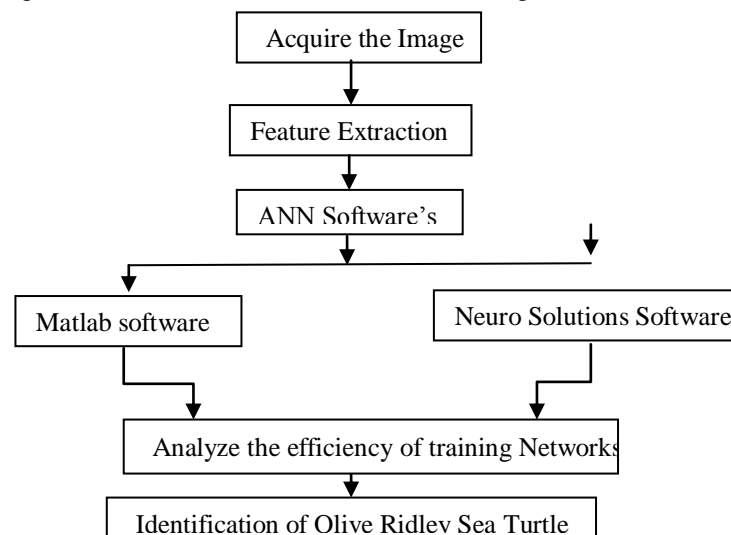 Acquire the Image
Feature Extraction
ANN Software's
Matlab software
Neuro Solutions Software
Analyze the efficiency of training Networks
Identification of Olive Ridley Sea Turtle